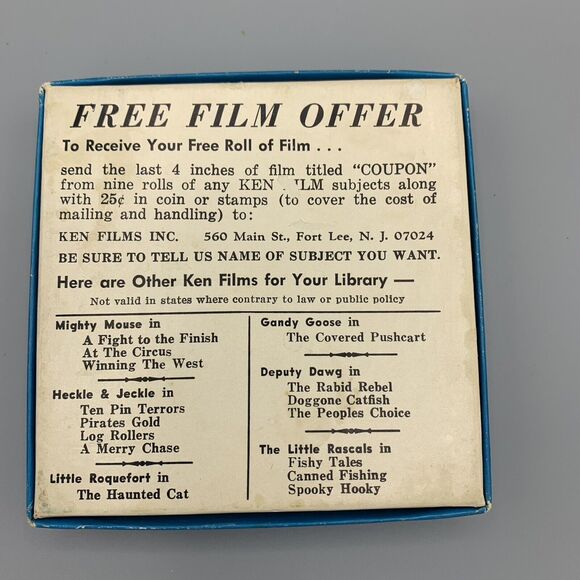 FREE FILM OFFER
To Receive Your Free Roll of Film . . .
send the last 4 inches of film titled "COUPON"
from nine rolls of any KEN . ILM subjects along
with 25¢ in coin or stamps (to cover the cost of
mailing and handling) to:
KEN FILMS INC. 560 Main St., Fort Lee, N. J. 07024
BE SURE TO TELL US NAME OF SUBJECT YOU WANT.
Here are Other Ken Films for Your Library —
Not valid in states where contrary to law or public policy
Mighty Mouse in
A Fight to the Finish
At The Circus
Winning The West
Heckle & Jeckle in
Ten Pin Terrors
Pirates Gold
Log Rollers
A Merry Chase
Little Roquefort in
The Haunted Cat
Gandy Goose in
The Covered Pushcart
Deputy Dawg in
The Rabid Rebel
Doggone Catfish
The Peoples Choice
The Little Rascals in
Fishy Tales
Canned Fishing
Spooky Hooky